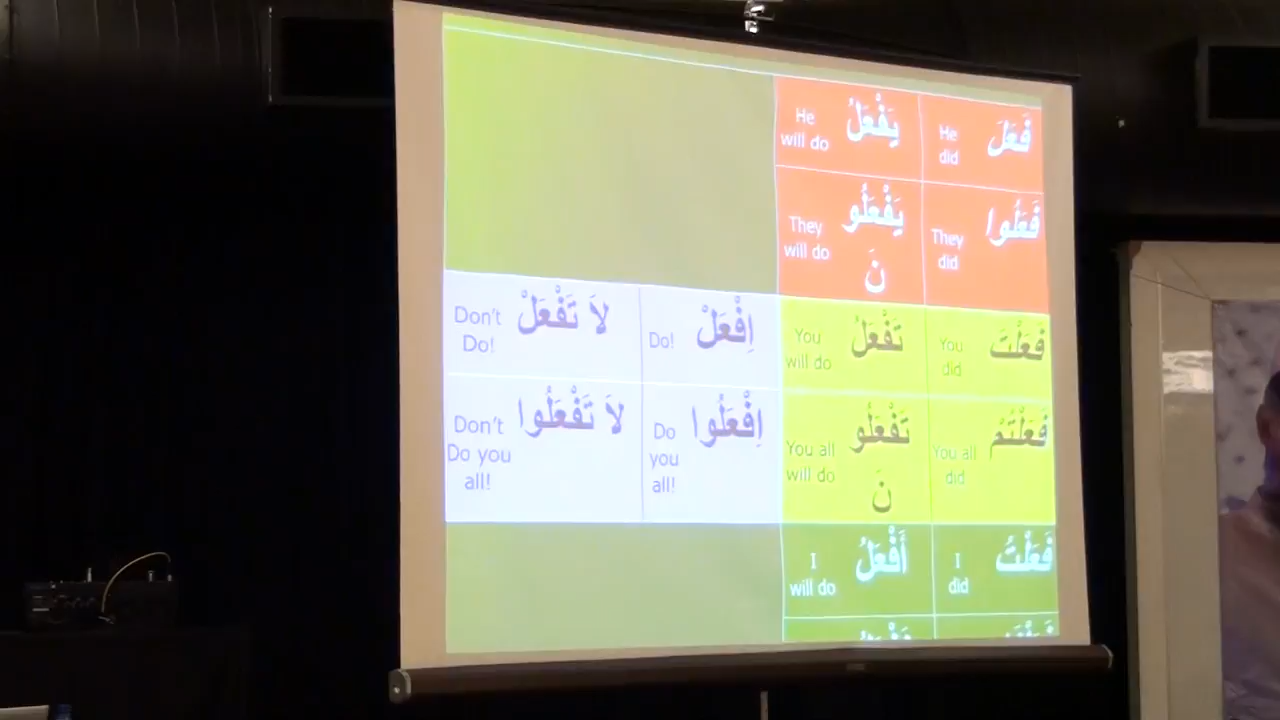 فَعَلَ
He
did
يَفْعَلُ
He
will do
فَعَلُوا
They
did
يَفْعَلُو
نَ
They
will do
فَعَلْتَ
You
did
تَفْعَلُ
You
will do
اِفْعَلْ
Do!
لاَ تَفْعَلْ
Don't
Do!
فَعَلْتُمْ
You all
did
تَفْعَلُو
نَ
You all
will do
اِفْعَلُوا
Do
you
all!
لاَ تَفْعَلُوا
Don't
Do you
all!
فَعَلْتُ
I
did
أَفْعَلُ
I
will do